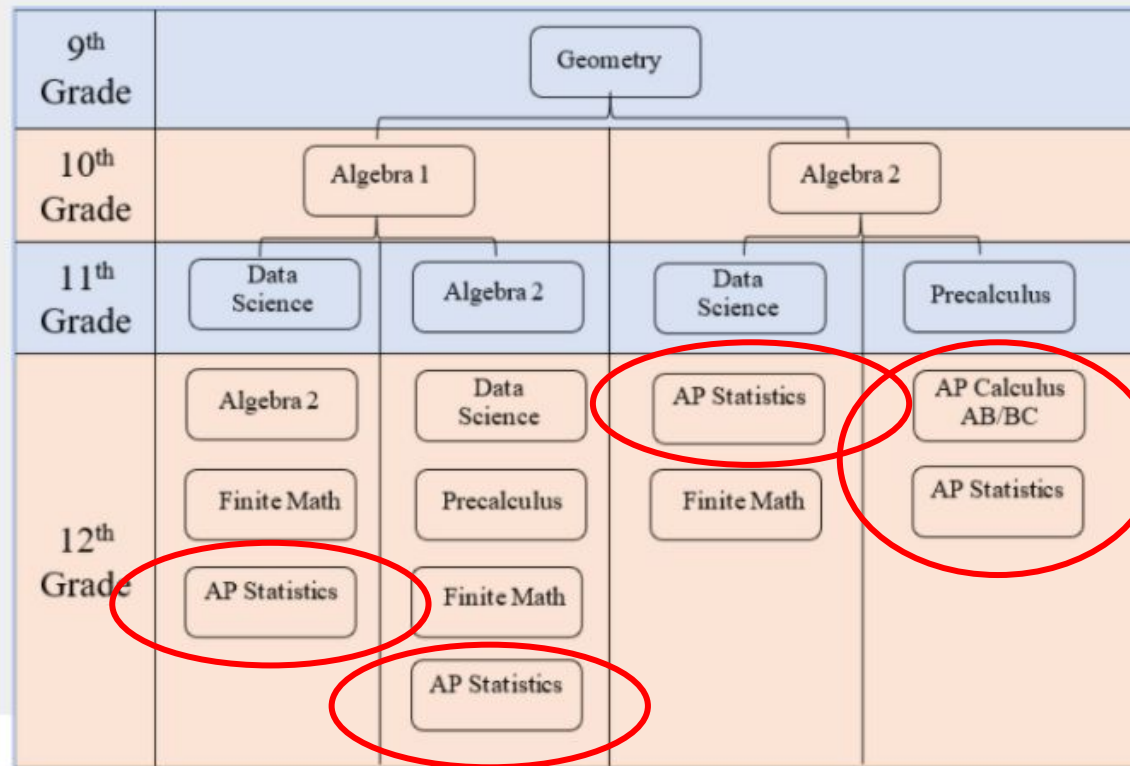 9th
Grade
Geometry
10th
Grade
Algebra 1
Algebra 2
11th
Grade
Data
Science
Algebra 2
Data
Science
Precalculus
12th
Grade
Algebra 2
Finite Math
AP Statistics
Data
Science
Precalculus
Finite Math
AP Statistics
AP Statistics
Finite Math
AP Calculus
AB/BC
AP Statistics